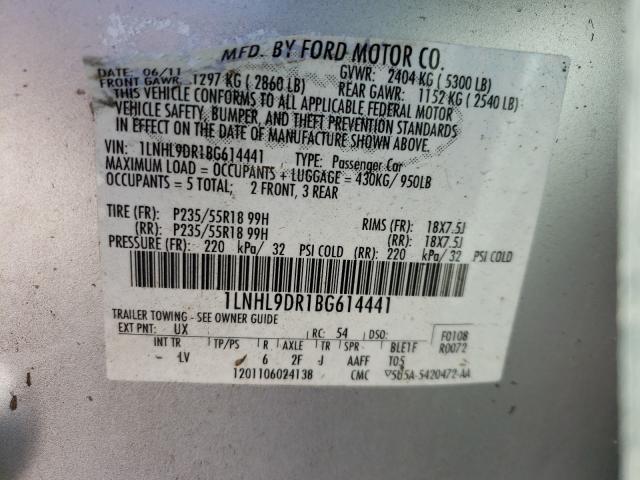 MFD. BY FORD MOTOR CO.
DATE: 06/11 GVWR: 2404 KG ( 5300 LB)
FRONT GAWR: 1297 KG ( 2860 LB) REAR GAWR: 1152 KG ( 2540 LB)
THIS VEHICLE CONFORMS TO ALL APPLICABLE FEDERAL MOTOR
VEHICLE SAFETY, BUMPER, AND THEFT PREVENTION STANDARDS
IN EFFECT ON THE DATE OF MANUFACTURE SHOWN ABOVE.
VIN: 1LNHL9DR1BG614441 TYPE: Passenger Car
MAXIMUM LOAD = OCCUPANTS + LUGGAGE = 430KG/ 950LB
OCCUPANTS = 5 TOTAL; 2 FRONT, 3 REAR
TIRE (FR): P235/55R18 99H RIMS (FR): 18X7.5J
(RR): P235/55R18 99H (RR): 18X7.5J
PRESSURE (FR): 220 kPa/ 32 PSI COLD (RR): 220 kPa/ 32 PSI COLD
1LNHL9DR1BG614441
TRAILER TOWING - SEE OWNER GUIDE
EXT PNT: UX RC: 54 DSO: F0108
INT TR TP/PS R AXLE TR SPR BLE1F R0072
LV 6 2F J AAFF T05
1201106024138 CMC 5U5A-5420472-AA